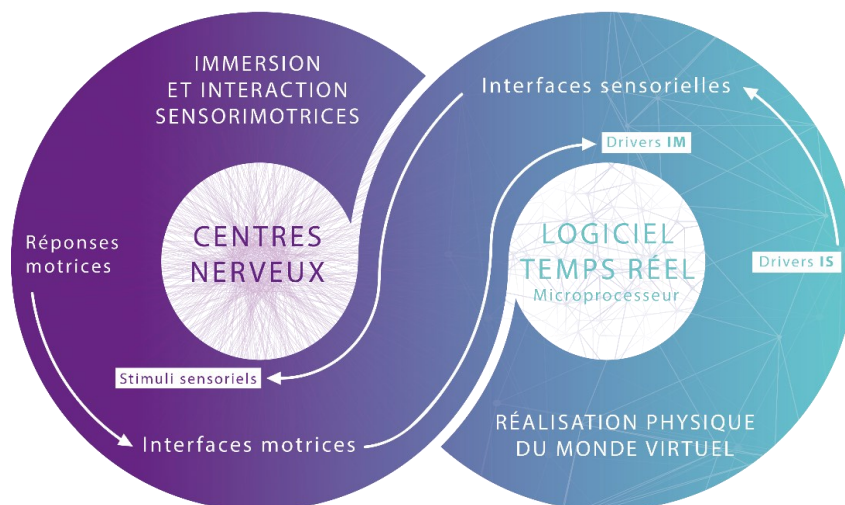 IMMERSION
ET INTERACTION
SENSORIMOTRICES
Interfaces sensorielles
Drivers IM
CENTRES
NERVEUX
LOGICIEL
TEMPS RÉEL
Microprocesseur
Réponses
motrices
Drivers IS
Stimuli sensoriels
Interfaces motrices
RÉALISATION PHYSIQUE
DU MONDE VIRTUEL